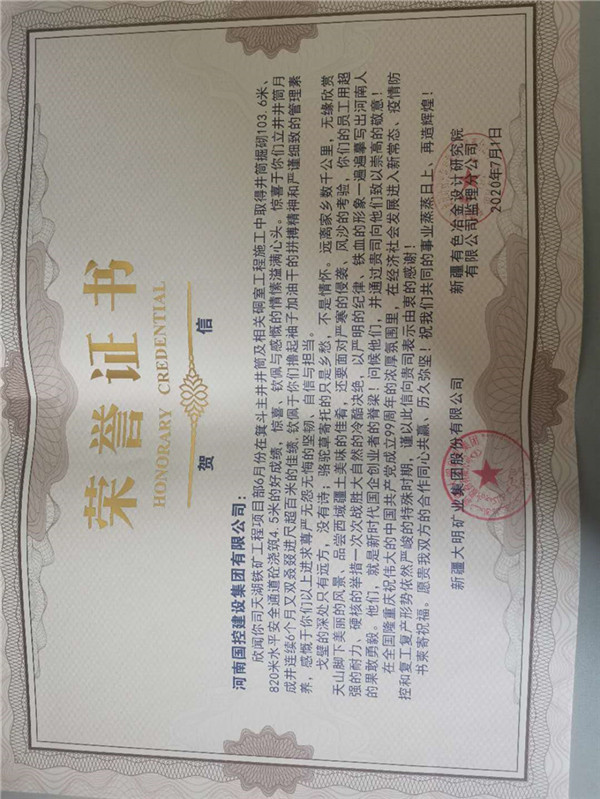 荣誉证书
HONORARY CREDENTIAL
贺 信
河南国控建设集团有限公司：
欣闻你司天湖铁矿工程项目部6月份在箕斗主井井筒及相关硐室工程施工中取得井筒掘砌103.6米、
820米水平安全通道砼浇筑4.5米的好成绩，惊喜、钦佩与感慨的情愫溢满心头。惊喜于你们立井井筒月
成井连续6个月又双叒叕进尺超百米的佳绩，钦佩于你们撸起袖子加油干的拼搏精神和严谨细致的管理素
养，感慨于你们以上进求尊严无怨无悔的坚韧、自信与担当。
戈壁的深处只有远方，没有诗；骆驼草寄托的只是乡愁，不是情怀。远离家乡数千公里，无缘欣赏
天山脚下美丽的风景、品尝西域疆土美味的佳肴，还要面对严寒的侵袭、风沙的考验，你们的员工用超
强的耐力、硬核的举措一次次战胜大自然的冷酷决绝，以严明的纪律、铁血的形象一遍遍摹写出河南人
的果敢勇毅。他们，就是新时代国企创业者的脊梁！问候他们，并通过贵司向他们致以崇高的敬意！
在全国隆重庆祝伟大的中国共产党成立99周年的浓厚氛围里，在经济社会发展进入新常态、疫情防
控和复工复产形势依然严峻的特殊时期，谨以此信向贵司表示由衷的感谢！
书柬寄祝福。愿贵我双方的合作同心共赢、历久弥坚！祝我们共同的事业蒸蒸日上、再造辉煌！
新疆大明矿业集团股份有限公司
新疆有色冶金设计研究院
有限公司监理分公司
2020年7月1日